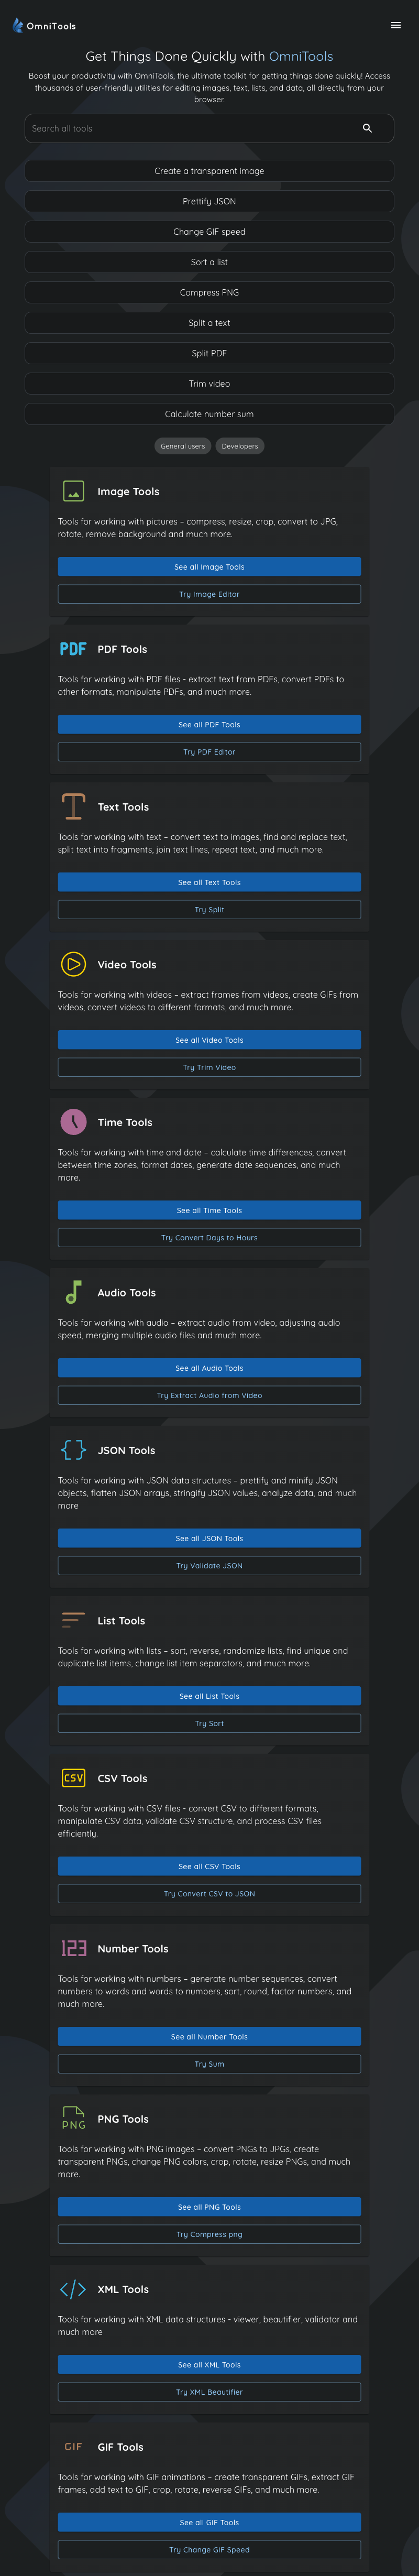 OmniTools
Get Things Done Quickly with OmniTools
Boost your productivity with OmniTools, the ultimate toolkit for getting things done quickly! Access
thousands of user-friendly utilities for editing images, text, lists, and data, all directly from your
browser.
Search all tools
Create a transparent image
Prettify JSON
Change GIF speed
Sort a list
Compress PNG
Split a text
Split PDF
Trim video
Calculate number sum
General users Developers
Image Tools
Tools for working with pictures – compress, resize, crop, convert to JPG,
rotate, remove background and much more.
See all Image Tools
Try Image Editor
PDF
PDF Tools
Tools for working with PDF files - extract text from PDFs, convert PDFs to
other formats, manipulate PDFs, and much more.
See all PDF Tools
Try PDF Editor
Text Tools
Tools for working with text – convert text to images, find and replace text,
split text into fragments, join text lines, repeat text, and much more.
See all Text Tools
Try Split
Video Tools
Tools for working with videos – extract frames from videos, create GIFs from
videos, convert videos to different formats, and much more.
See all Video Tools
Try Trim Video
Time Tools
Tools for working with time and date – calculate time differences, convert
between time zones, format dates, generate date sequences, and much
more.
See all Time Tools
Try Convert Days to Hours
Audio Tools
Tools for working with audio – extract audio from video, adjusting audio
speed, merging multiple audio files and much more.
See all Audio Tools
Try Extract Audio from Video
JSON Tools
Tools for working with JSON data structures – prettify and minify JSON
objects, flatten JSON arrays, stringify JSON values, analyze data, and much
more
See all JSON Tools
Try Validate JSON
List Tools
Tools for working with lists – sort, reverse, randomize lists, find unique and
duplicate list items, change list item separators, and much more.
See all List Tools
Try Sort
CSV
CSV Tools
Tools for working with CSV files - convert CSV to different formats,
manipulate CSV data, validate CSV structure, and process CSV files
efficiently.
See all CSV Tools
Try Convert CSV to JSON
123
Number Tools
Tools for working with numbers – generate number sequences, convert
numbers to words and words to numbers, sort, round, factor numbers, and
much more.
See all Number Tools
Try Sum
PNG
PNG Tools
Tools for working with PNG images – convert PNGs to JPGs, create
transparent PNGs, change PNG colors, crop, rotate, resize PNGs, and much
more.
See all PNG Tools
Try Compress png
XML Tools
Tools for working with XML data structures - viewer, beautifier, validator and
much more
See all XML Tools
Try XML Beautifier
GIF
GIF Tools
Tools for working with GIF animations – create transparent GIFs, extract GIF
frames, add text to GIF, crop, rotate, reverse GIFs, and much more.
See all GIF Tools
Try Change GIF Speed